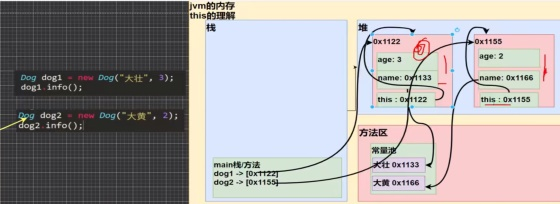 Dog dog1 = new Dog("大壮", 3);
dog1.info();
Dog dog2 = new Dog("大黄", 2);
dog2.info();
jvm的内存
this的理解
栈
main栈/方法
dog1 -> [0x1122]
dog2 -> [0x1155]
堆
0x1122
age: 3
name: 0x1133
this : 0x1122
0x1155
age: 2
name: 0x1166
this : 0x1155
方法区
常量池
大壮 0x1133
大黄 0x1166